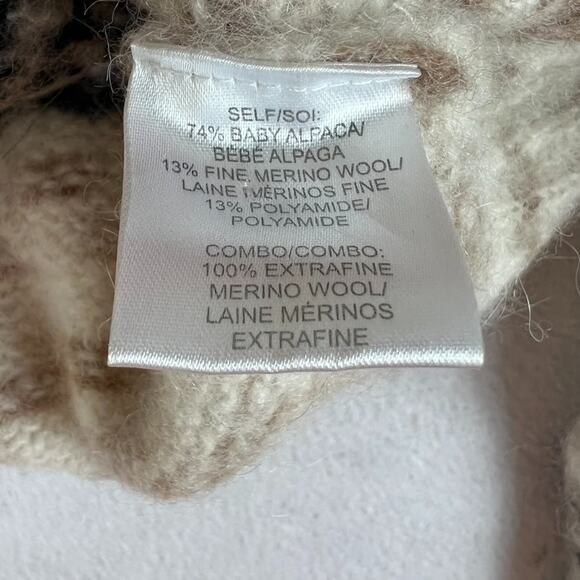 SELF/SOI:
74% BABY ALPACA/
BÉBÉ ALPAGA
13% FINE MERINO WOOL/
LAINE MÉRINOS FINE
13% POLYAMIDE/
POLYAMIDE
COMBO/COMBO:
100% EXTRAFINE
MERINO WOOL/
LAINE MÉRINOS
EXTRAFINE